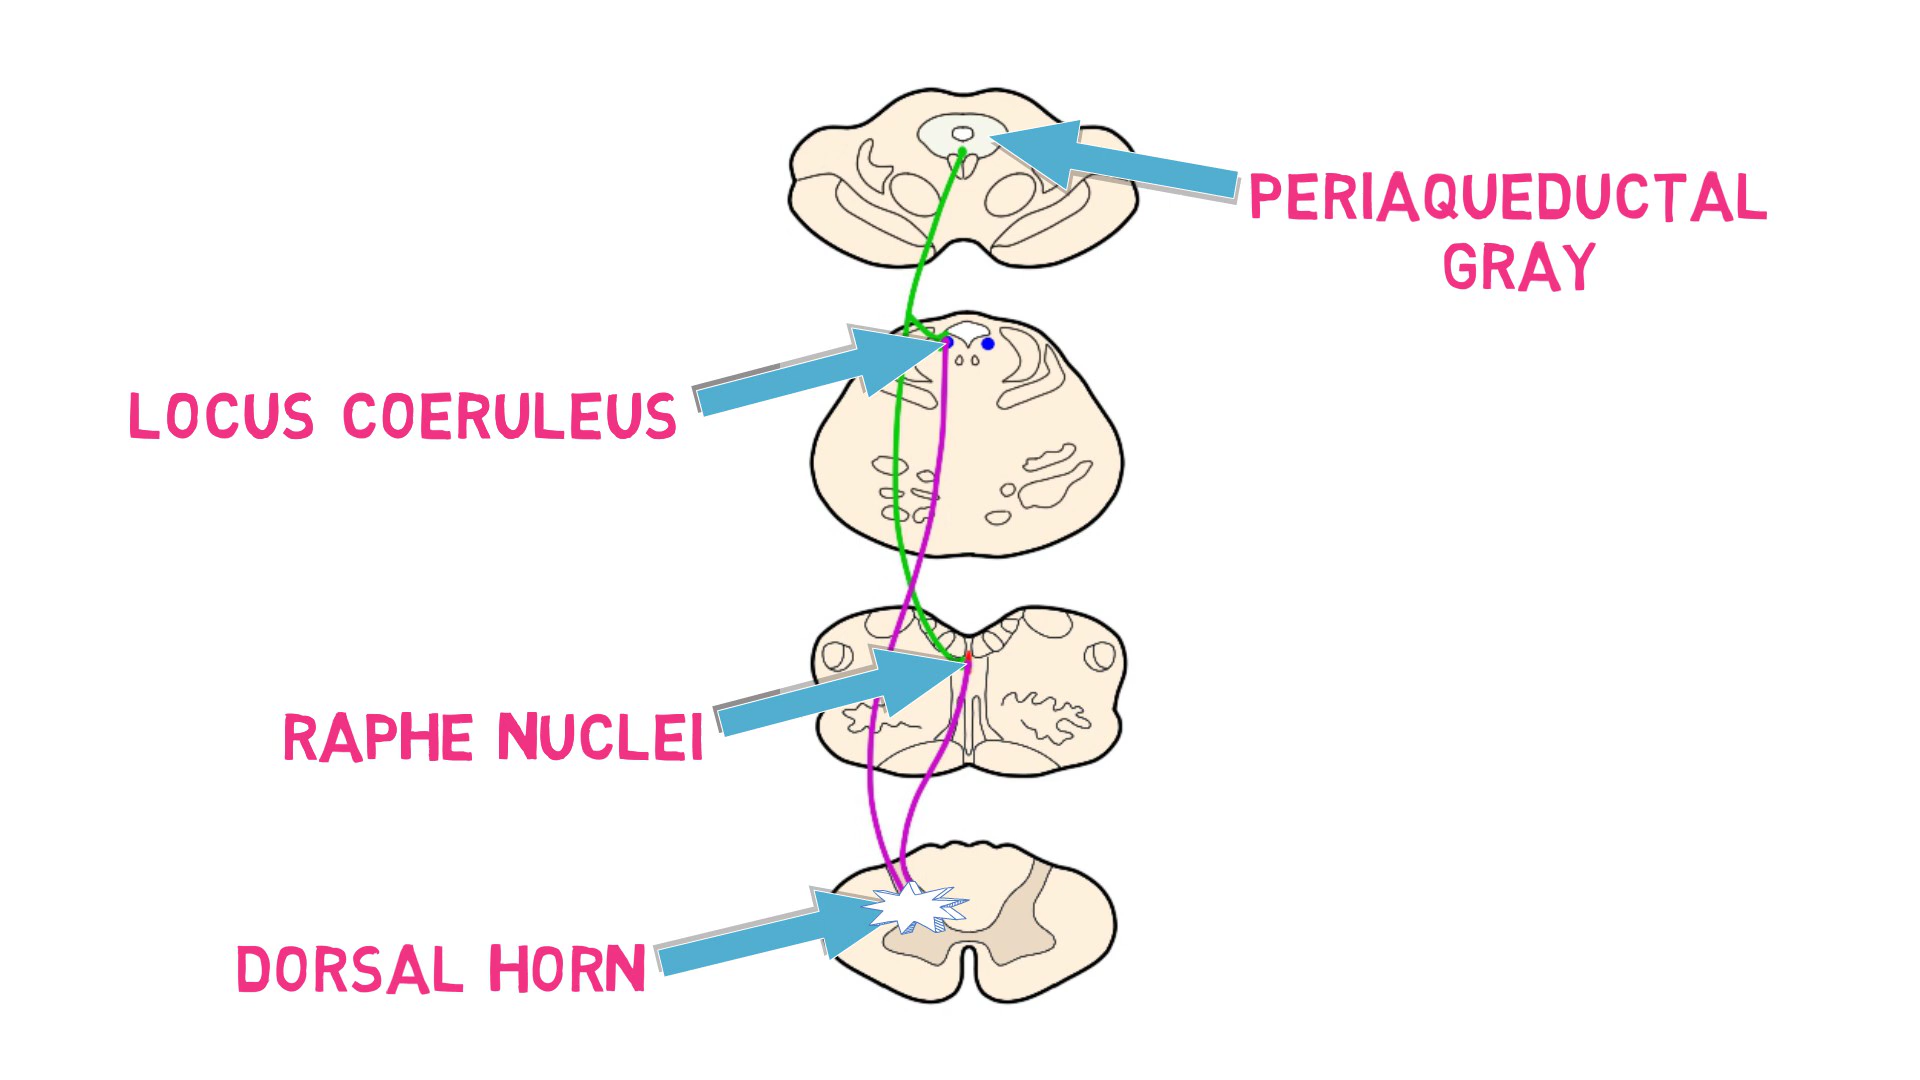 PERIAQUEDUCTAL
GRAY
LOCUS COERULEUS
RAPHE NUCLEI
DORSAL HORN